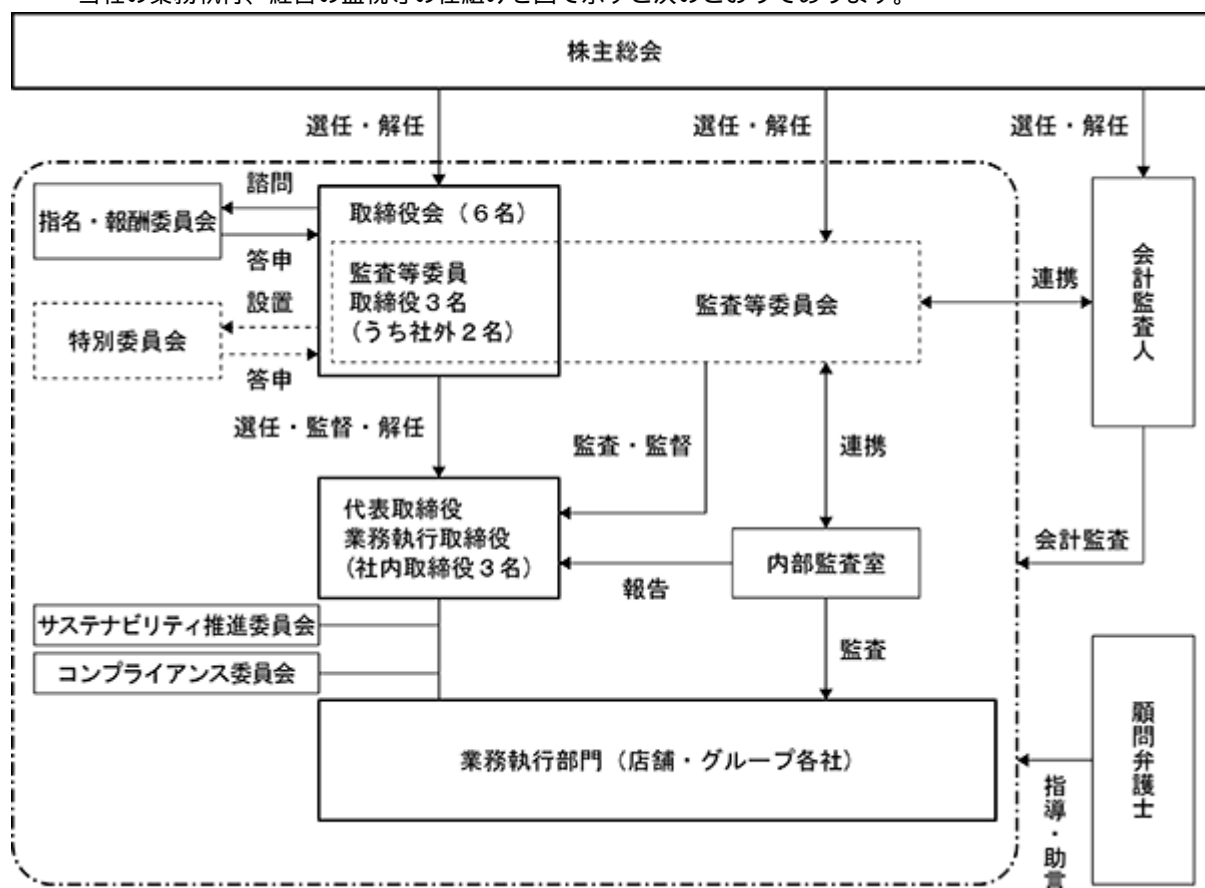 当社の業務執行、経営の監視等の仕組みを図で示すと次のとおりであります。
株主総会
選任・解任
選任・解任
選任・解任
諮問
指名・報酬委員会
答申
設置
特別委員会
答申
取締役会（６名）
監査等委員
取締役３名
(うち社外２名)
監査等委員会
連携
会計監査人
選任・監督・解任
監査・監督
連携
代表取締役
業務執行取締役
(社内取締役３名)
報告
内部監査室
会計監査
サステナビリティ推進委員会
コンプライアンス委員会
監査
業務執行部門（店舗・グループ各社）
顧問弁護士
指導・助言